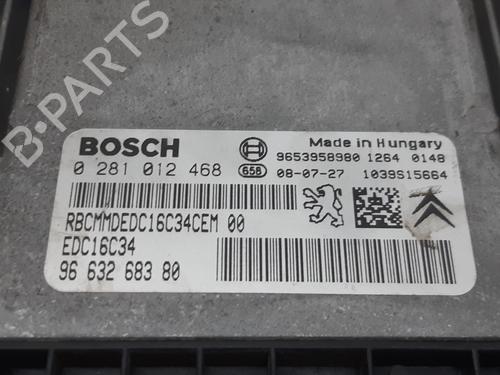 BOSCH
Made in Hungary
9653958980 1264 0148
0 281 012 468
658
08-07-27 1039S15664
RBCMMDEDC16C34CEM 00
EDC16C34
96 632 683 80
B-PARTS